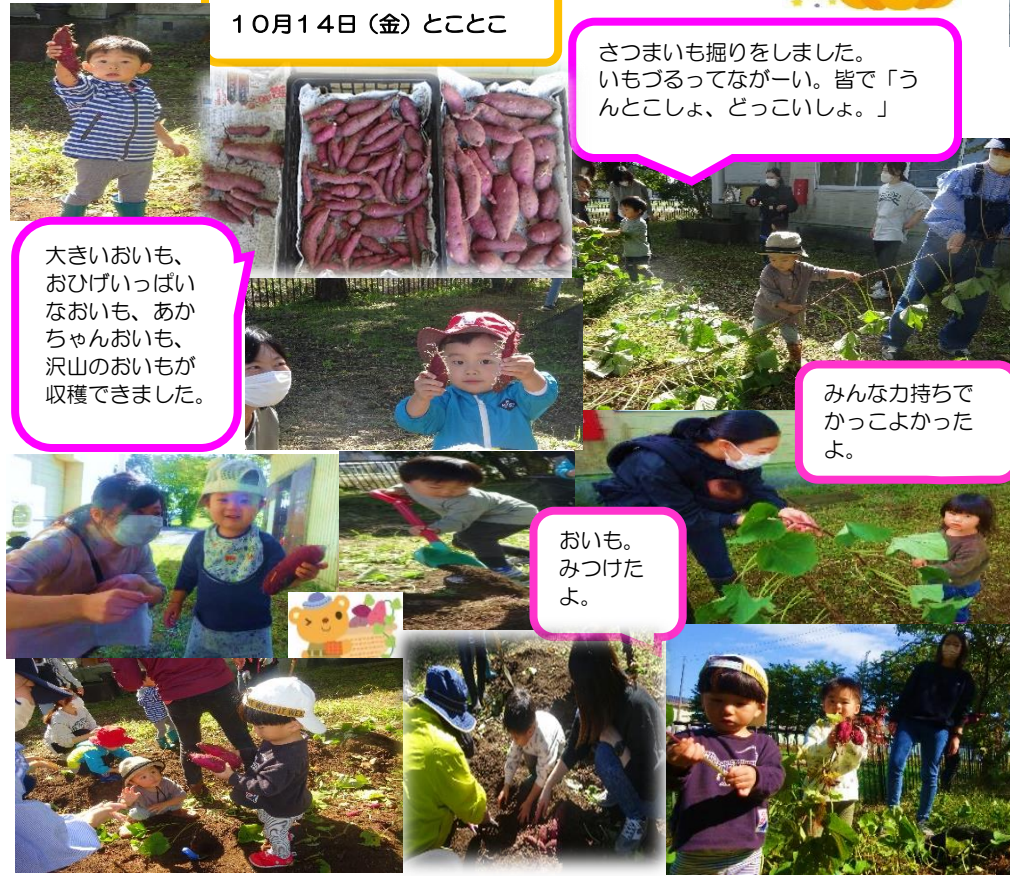 10月14日（金）とことこ
さつまいも掘りをしました。
いもづるってながーい。皆で「う
んとこしょ、どっこいしょ。」
大きいおいも、
おひげいっぱい
なおいも、あか
ちゃんおいも、
沢山のおいもが
収穫できました。
みんな力持ちで
かっこよかった
よ。
おいも。
みつけた
よ。